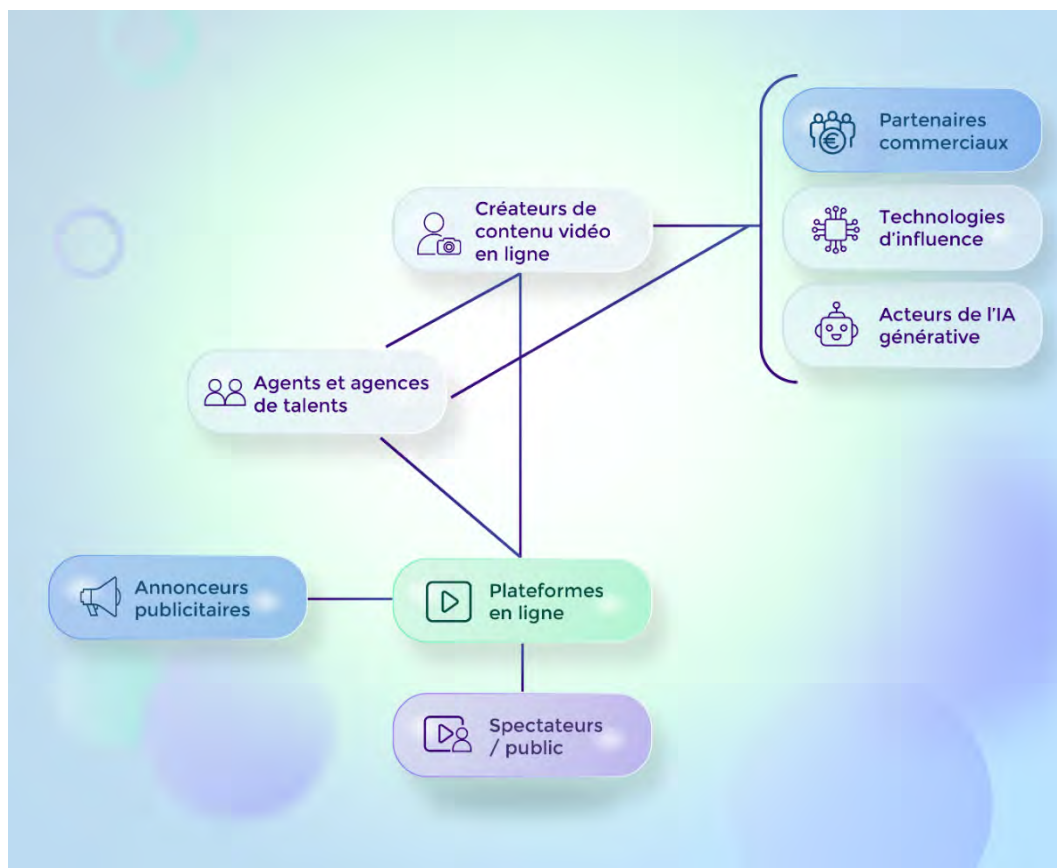 Partenaires
commerciaux
Créateurs de
contenu vidéo
en ligne
Technologies
d'influence
Acteurs de l'IA
générative
Agents et agences
de talents
Annonceurs
publicitaires
Plateformes
en ligne
Spectateurs
/ public